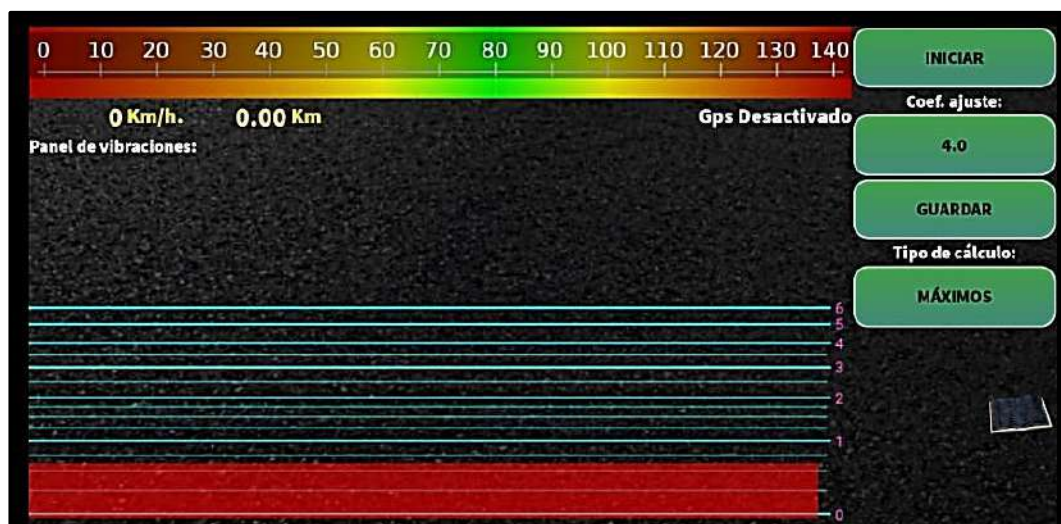 0 10 20 30 40 50 60 70 80 90 100 110 120 130 140
INICIAR
0 Km/h. 0.00 Km
Gps Desactivado
Coef. ajuste:
4.0
Panel de vibraciones:
GUARDAR
Tipo de cálculo:
MÁXIMOS
6
5
4
3
2
1
0